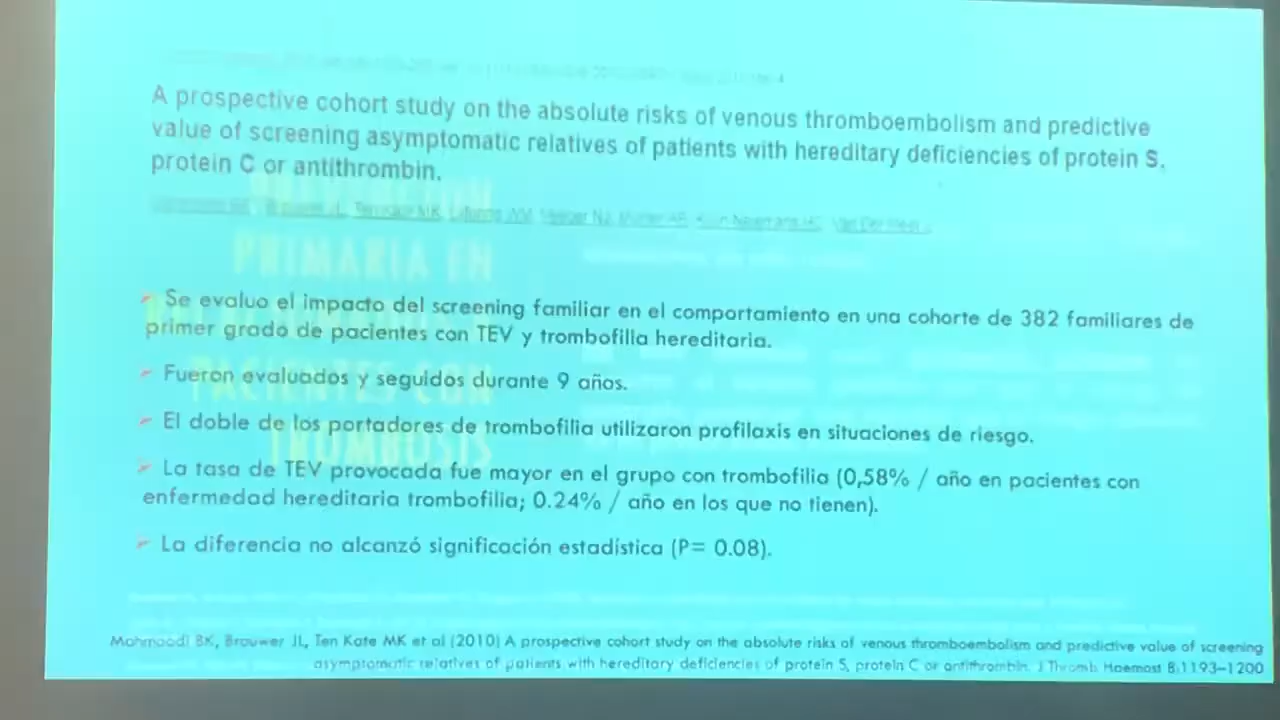 A prospective cohort study on the absolute risks of venous thromboembolism and predictive
value of screening asymptomatic relatives of patients with hereditary deficiencies of protein S,
protein C or antithrombin.
PRIMARIA EN
Se evaluo el impacto del screening familiar en el comportamiento en una cohorte de 382 familiares de
primer grado de pacientes con TEV y trombofilla hereditaria.
Fueron evaluados y seguidos durante 9 años.
PACIENTES CON
El doble de los portadores de trombofilia utilizaron profilaxis en situaciones de riesgo.
TROMBOSIS
La tasa de TEV provocada fue mayor en el grupo con trombofilia (0,58% / año en pacientes con
enfermedad hereditaria trombofilia; 0.24% / año en los que no tienen).
La diferencia no alcanzó significación estadística (P= 0.08).
Mahmoodi BK, Brouwer JL, Ten Kate MK et al (2010) A prospective cohort study on the absolute risks of venous thromboembolism and predictive value of screening
asymptomatic relatives of patients with hereditary deficiencies of protein S, protein C or antithrombin. J Thromb Haemost 8:1193–1200